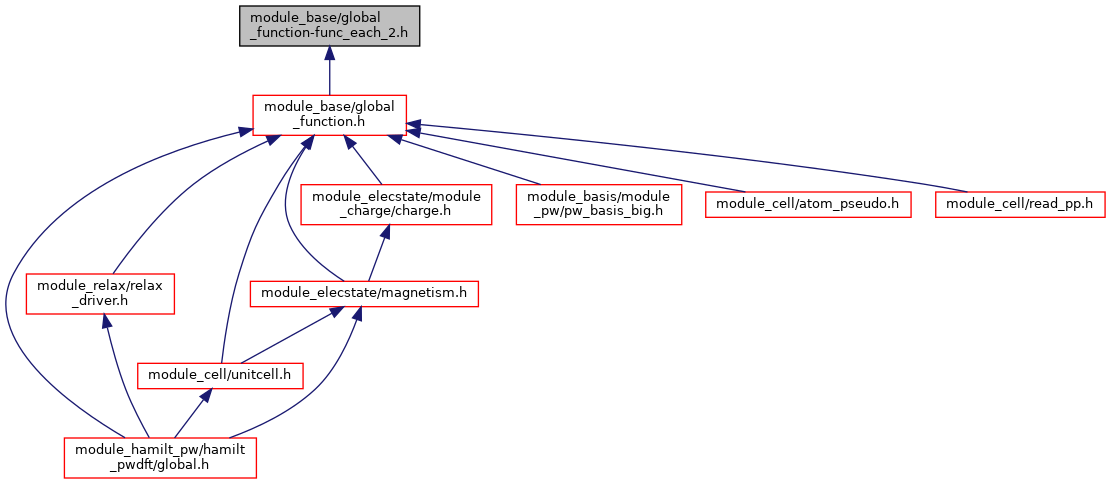 module_base/global
_function-func_each_2.h
module_base/global
_function.h
module_elecstate/module
_charge/charge.h
module_basis/module
_pw/pw_basis_big.h
module_cell/atom_pseudo.h
module_cell/read_pp.h
module_relax/relax
_driver.h
module_elecstate/magnetism.h
module_cell/unitcell.h
module_hamilt_pw/hamilt
_pwdft/global.h